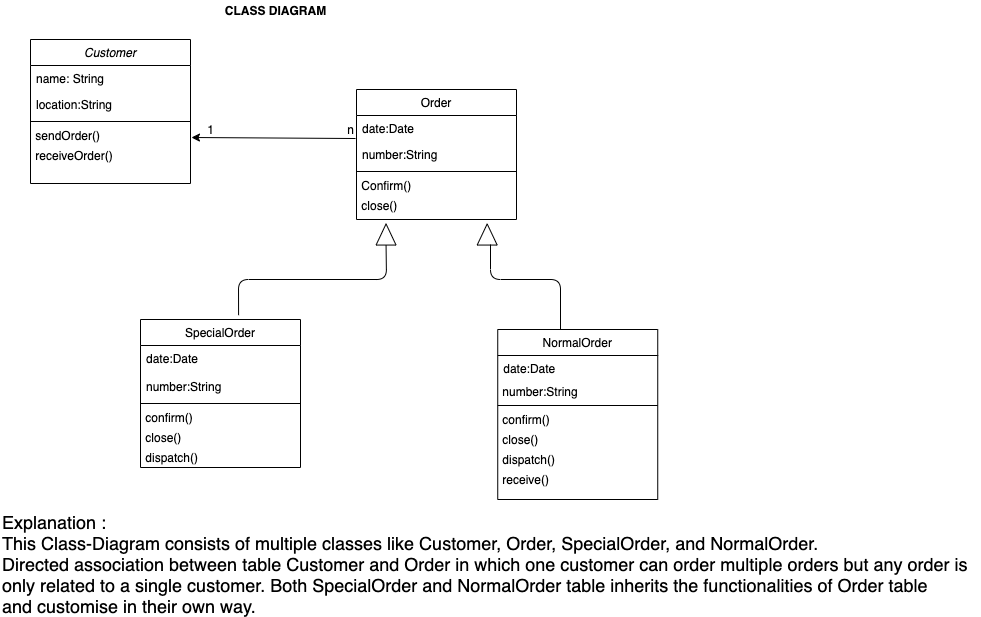 CLASS DIAGRAM
Customer
name: String
location:String
sendOrder()
receiveOrder()
1
n
Order
date:Date
number:String
Confirm()
close()
SpecialOrder
date:Date
number:String
confirm()
close()
dispatch()
NormalOrder
date:Date
number:String
confirm()
close()
dispatch()
receive()
Explanation :
This Class-Diagram consists of multiple classes like Customer, Order, SpecialOrder, and NormalOrder.
Directed association between table Customer and Order in which one customer can order multiple orders but any order is
only related to a single customer. Both SpecialOrder and NormalOrder table inherits the functionalities of Order table
and customise in their own way.